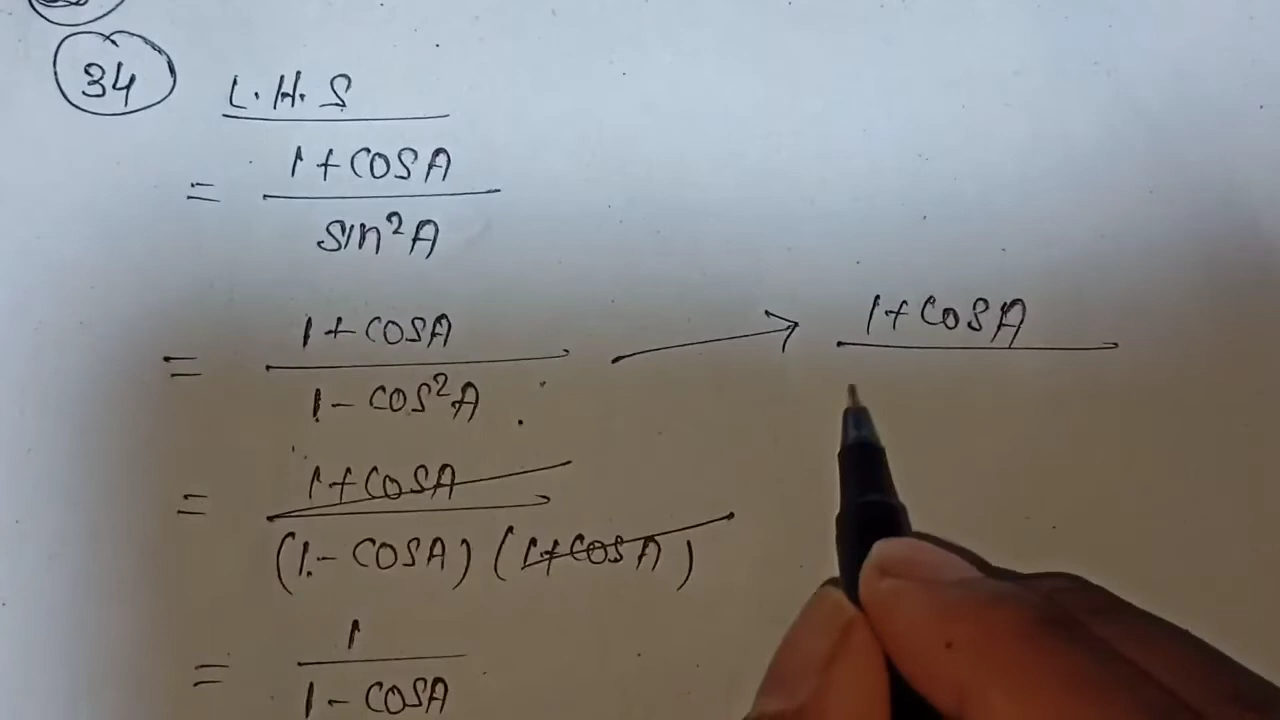 34 L.H.S
= 1+COSA
sin²A
= 1+COSA → 1+COSA
1-COS²A
= 1+COSA
(1-COSA) (1+COSA)
= 1
1-COSA